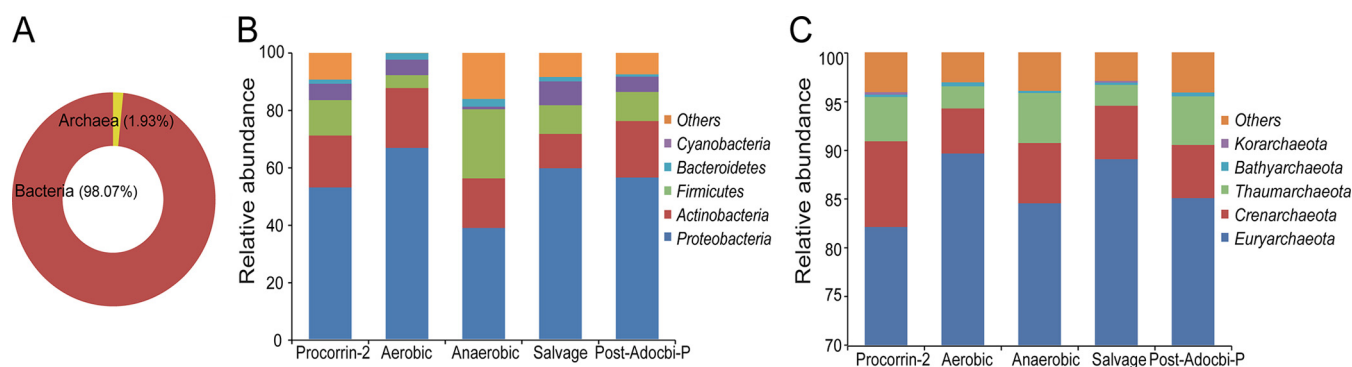 A
Archaea (1.93%)
Bacteria (98.07%)
B
Relative abundance
100
80
60
40
20
0
Procorrin-2
Aerobic
Anaerobic
Salvage
Post-Adocbi-P
Others
Cyanobacteria
Bacteroidetes
Firmicutes
Actinobacteria
Proteobacteria
C
Relative abundance
100
95
90
85
80
75
70
Procorrin-2
Aerobic
Anaerobic
Salvage
Post-Adocbi-P
Others
Korarchaeota
Bathyarchaeota
Thaumarchaeota
Crenarchaeota
Euryarchaeota